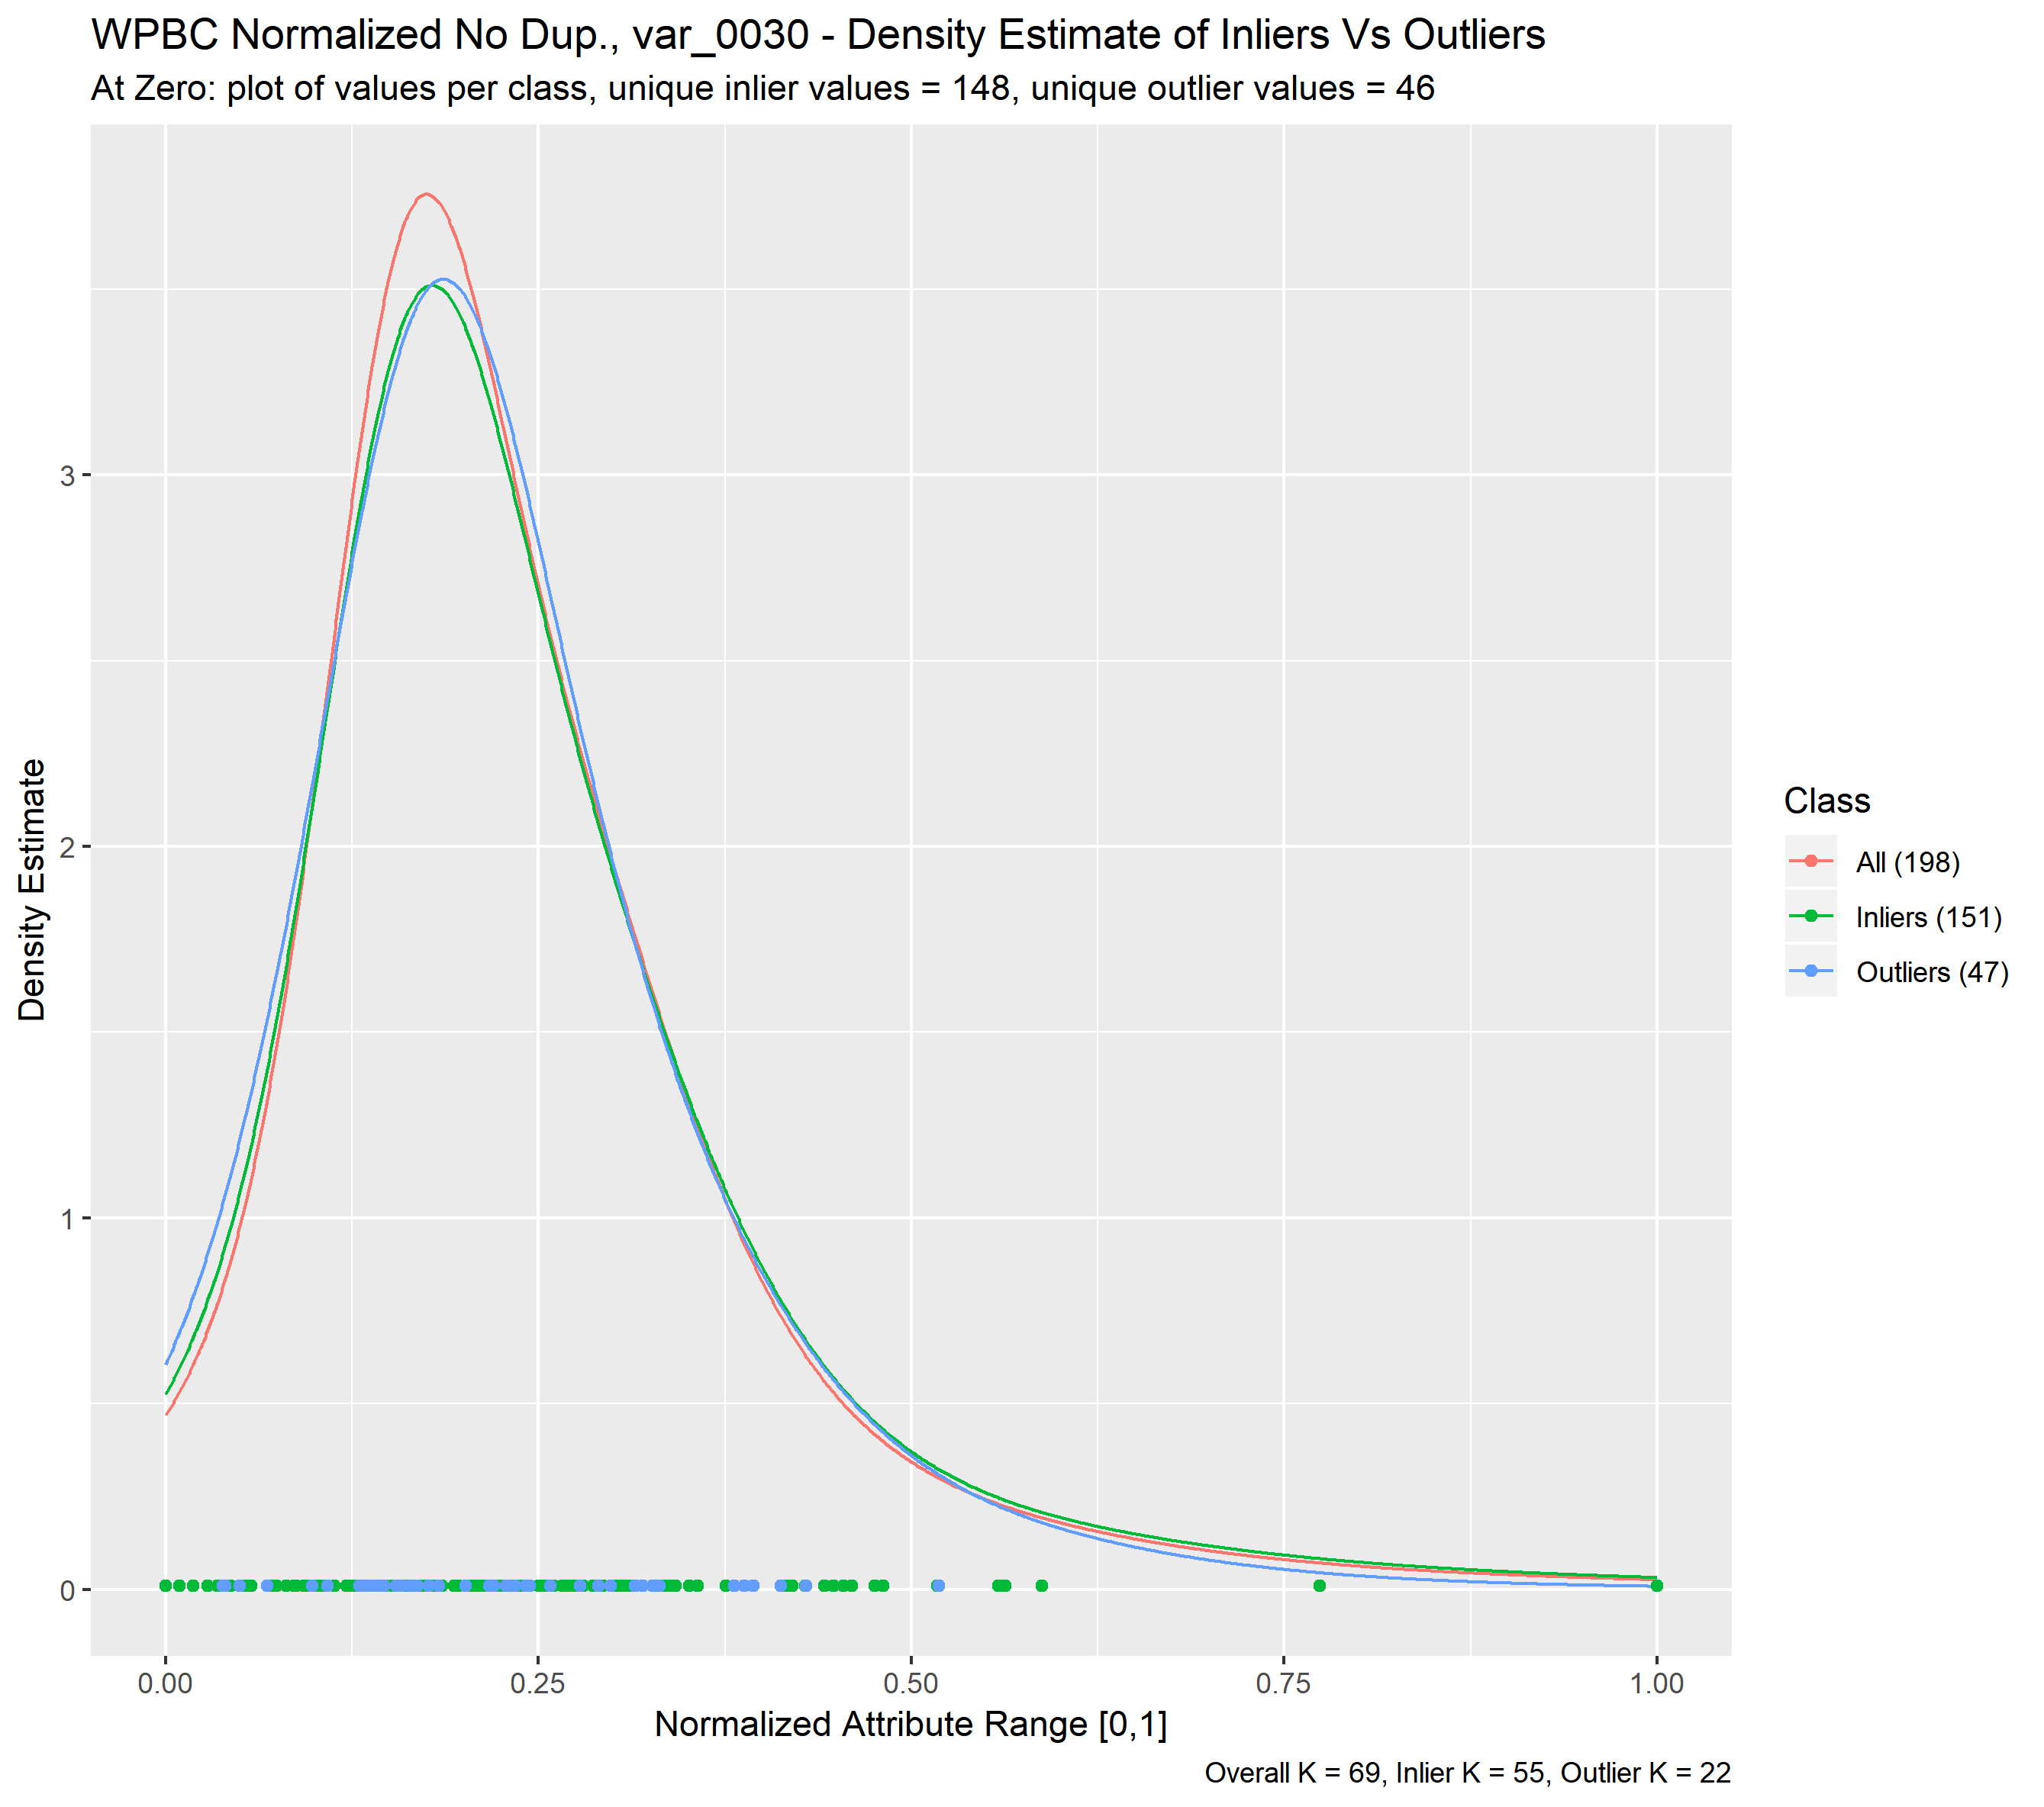 WPBC Normalized No Dup., var_0030 - Density Estimate of Inliers Vs Outliers
At Zero: plot of values per class, unique inlier values = 148, unique outlier values = 46
Density Estimate
3
2
1
0
0.00
0.25
0.50
0.75
1.00
Normalized Attribute Range [0,1]
Overall K = 69, Inlier K = 55, Outlier K = 22
Class
All (198)
Inliers (151)
Outliers (47)